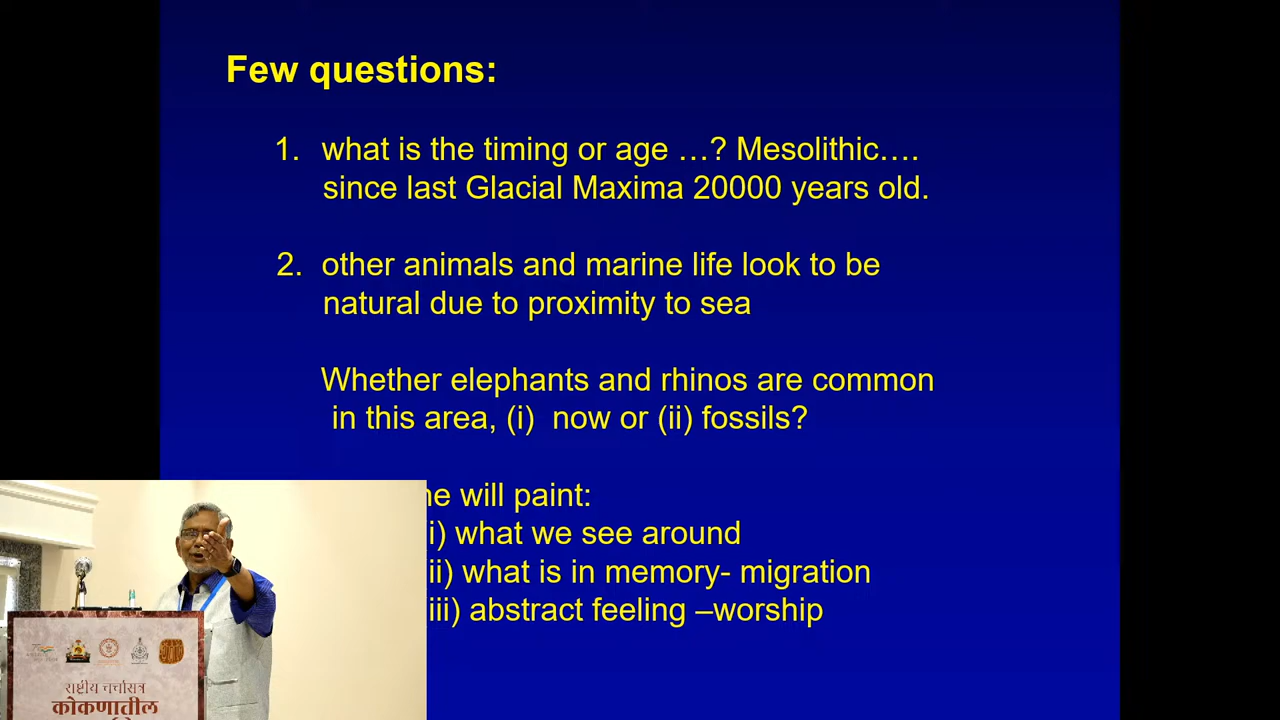 Few questions:
1. what is the timing or age …? Mesolithic….
since last Glacial Maxima 20000 years old.
2. other animals and marine life look to be
natural due to proximity to sea
Whether elephants and rhinos are common
in this area, (i) now or (ii) fossils?
will paint:
i) what we see around
ii) what is in memory- migration
iii) abstract feeling –worship
राष्ट्रीय चर्चासत्र
कोकणातील